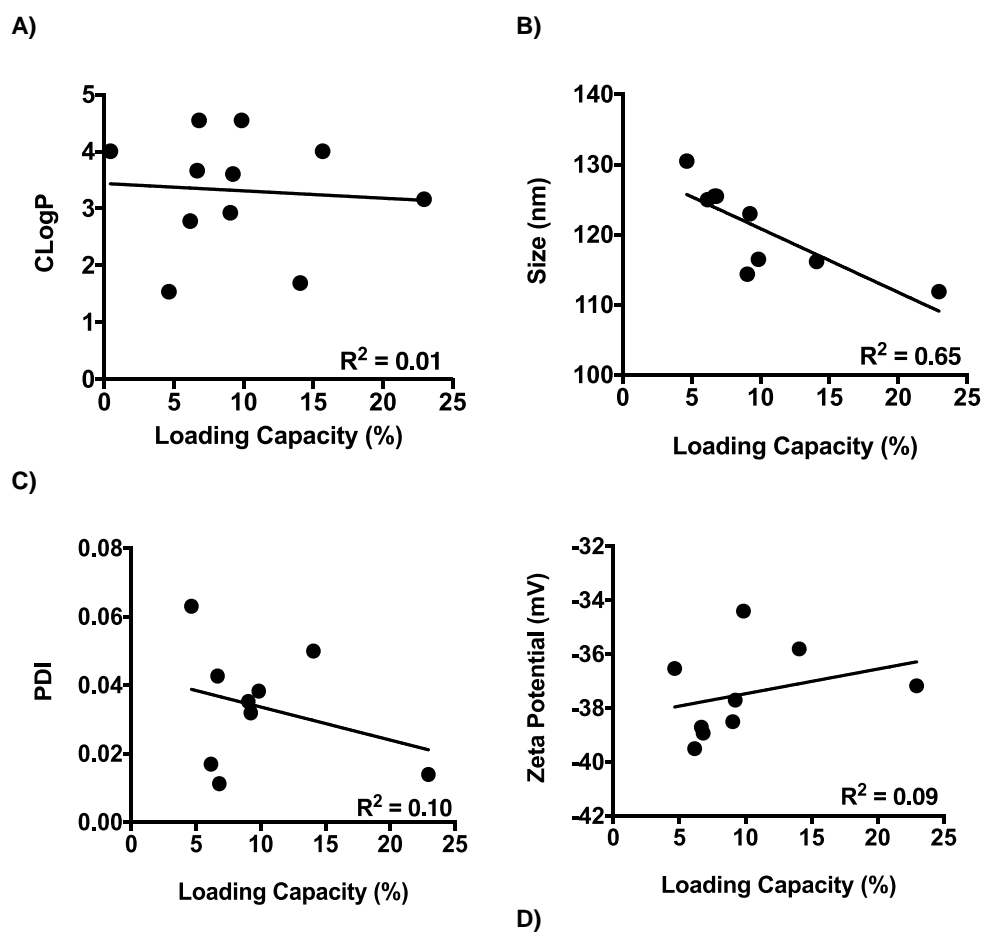 A)
5
4
3
2
1
0
CLogP
R² = 0.01
0 5 10 15 20 25
Loading Capacity (%)
B)
140
130
120
110
100
Size (nm)
R² = 0.65
0 5 10 15 20 25
Loading Capacity (%)
C)
0.08
0.06
0.04
0.02
0.00
PDI
R² = 0.10
0 5 10 15 20 25
Loading Capacity (%)
-32
-34
-36
-38
-40
-42
Zeta Potential (mV)
R² = 0.09
0 5 10 15 20 25
Loading Capacity (%)
D)